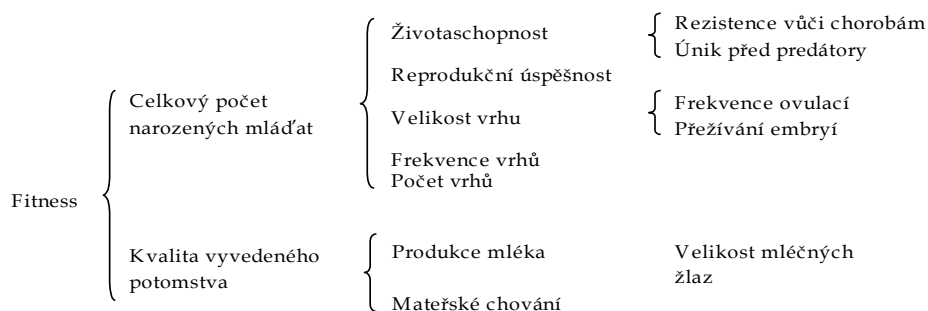 Fitness
Celkový počet
narozených mláďat
Životaschopnost
Rezistence vůči chorobám
Únik před predátory
Reprodukční úspěšnost
Velikost vrhu
Frekvence ovulací
Přežívání embryí
Frekvence vrhů
Počet vrhů
Kvalita vyvedeného
potomstva
Produkce mléka
Velikost mléčných
žlaz
Mateřské chování